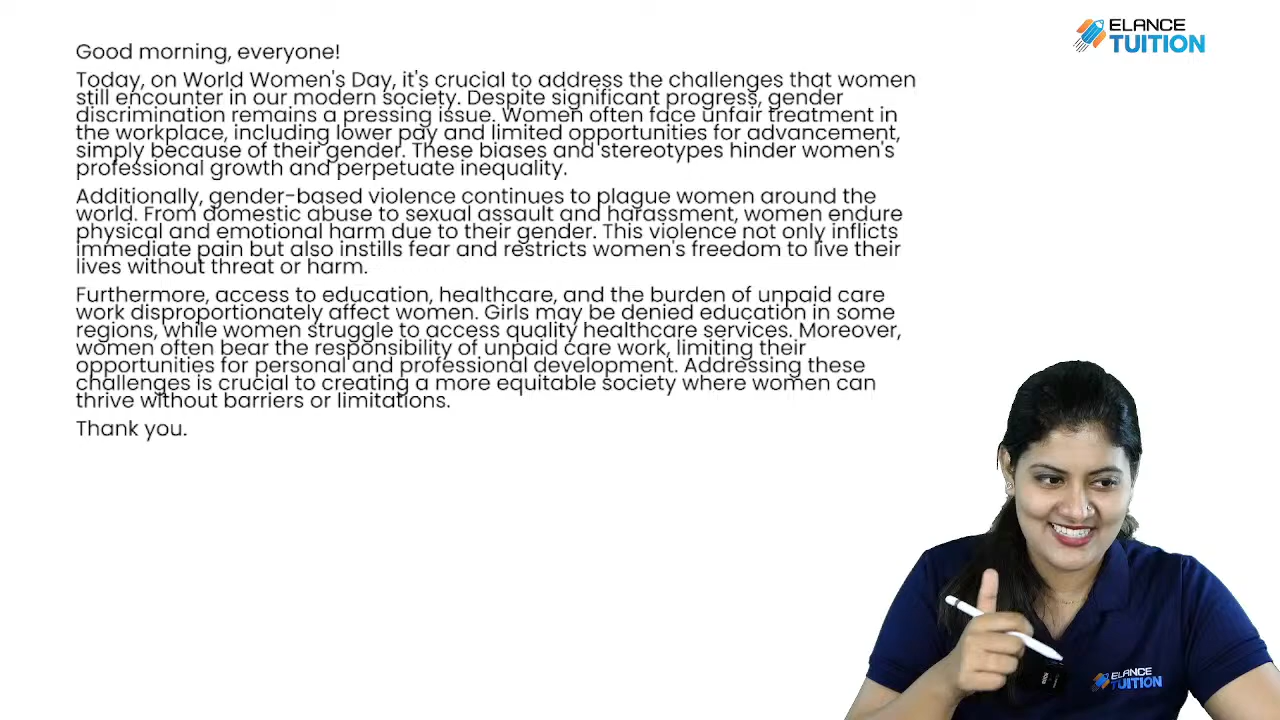 ELANCE
TUITION
Good morning, everyone!
Today, on World Women's Day, it's crucial to address the challenges that women
still encounter in our modern society. Despite significant progress, gender
discrimination remains a pressing issue. Women often face unfair treatment in
the workplace, including lower pay and limited opportunities for advancement,
simply because of their gender. These biases and stereotypes hinder women's
professional growth and perpetuate inequality.
Additionally, gender-based violence continues to plague women around the
world. From domestic abuse to sexual assault and harassment, women endure
physical and emotional harm due to their gender. This violence not only inflicts
immediate pain but also instills fear and restricts women's freedom to live their
lives without threat or harm.
Furthermore, access to education, healthcare, and the burden of unpaid care
work disproportionately affect women. Girls may be denied education in some
regions, while women struggle to access quality healthcare services. Moreover,
women often bear the responsibility of unpaid care work, limiting their
opportunities for personal and professional development. Addressing these
challenges is crucial to creating a more equitable society where women can
thrive without barriers or limitations.
Thank you.
ELANCE
TUITION